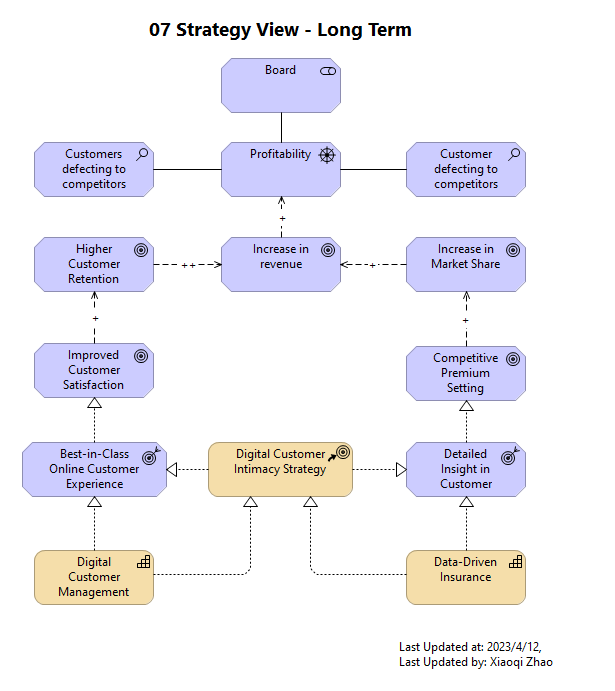 07 Strategy View - Long Term
Board
Customers
defecting to
competitors
Profitability
Customer
defecting to
competitors
+
Higher
Customer
Retention
++
Increase in
revenue
+
Increase in
Market Share
+
+
Improved
Customer
Satisfaction
Competitive
Premium
Setting
Best-in-Class
Online Customer
Experience
Digital Customer
Intimacy Strategy
Detailed
Insight in
Customer
Digital
Customer
Management
Data-Driven
Insurance
Last Updated at: 2023/4/12,
Last Updated by: Xiaoqi Zhao